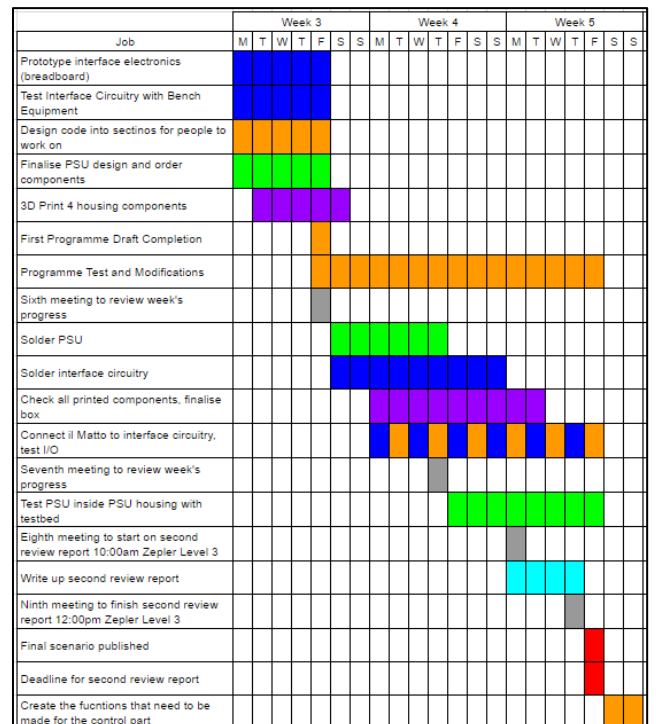 Week 3 Week 4 Week 5
Job M T W T F S S M T W T F S S M T W T F S S
Prototype interface electronics
(breadboard)
Test Interface Circuitry with Bench
Equipment
Design code into sectinos for people to
work on
Finalise PSU design and order
components
3D Print 4 housing components
First Programme Draft Completion
Programme Test and Modifications
Sixth meeting to review week's
progress
Solder PSU
Solder interface circuitry
Check all printed components, finalise
box
Connect il Matto to interface circuitry,
test I/O
Seventh meeting to review week's
progress
Test PSU inside PSU housing with
testbed
Eighth meeting to start on second
review report 10:00am Zepler Level 3
Write up second review report
Ninth meeting to finish second review
report 12:00pm Zepler Level 3
Final scenario published
Deadline for second review report
Create the fucntions that need to be
made for the control part